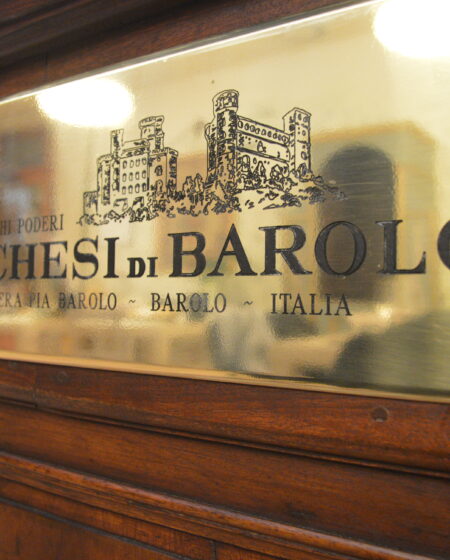 HI PODERI
CHESI DI BAROLO
ERA PIA BAROLO ~ BAROLO ~ ITALIA